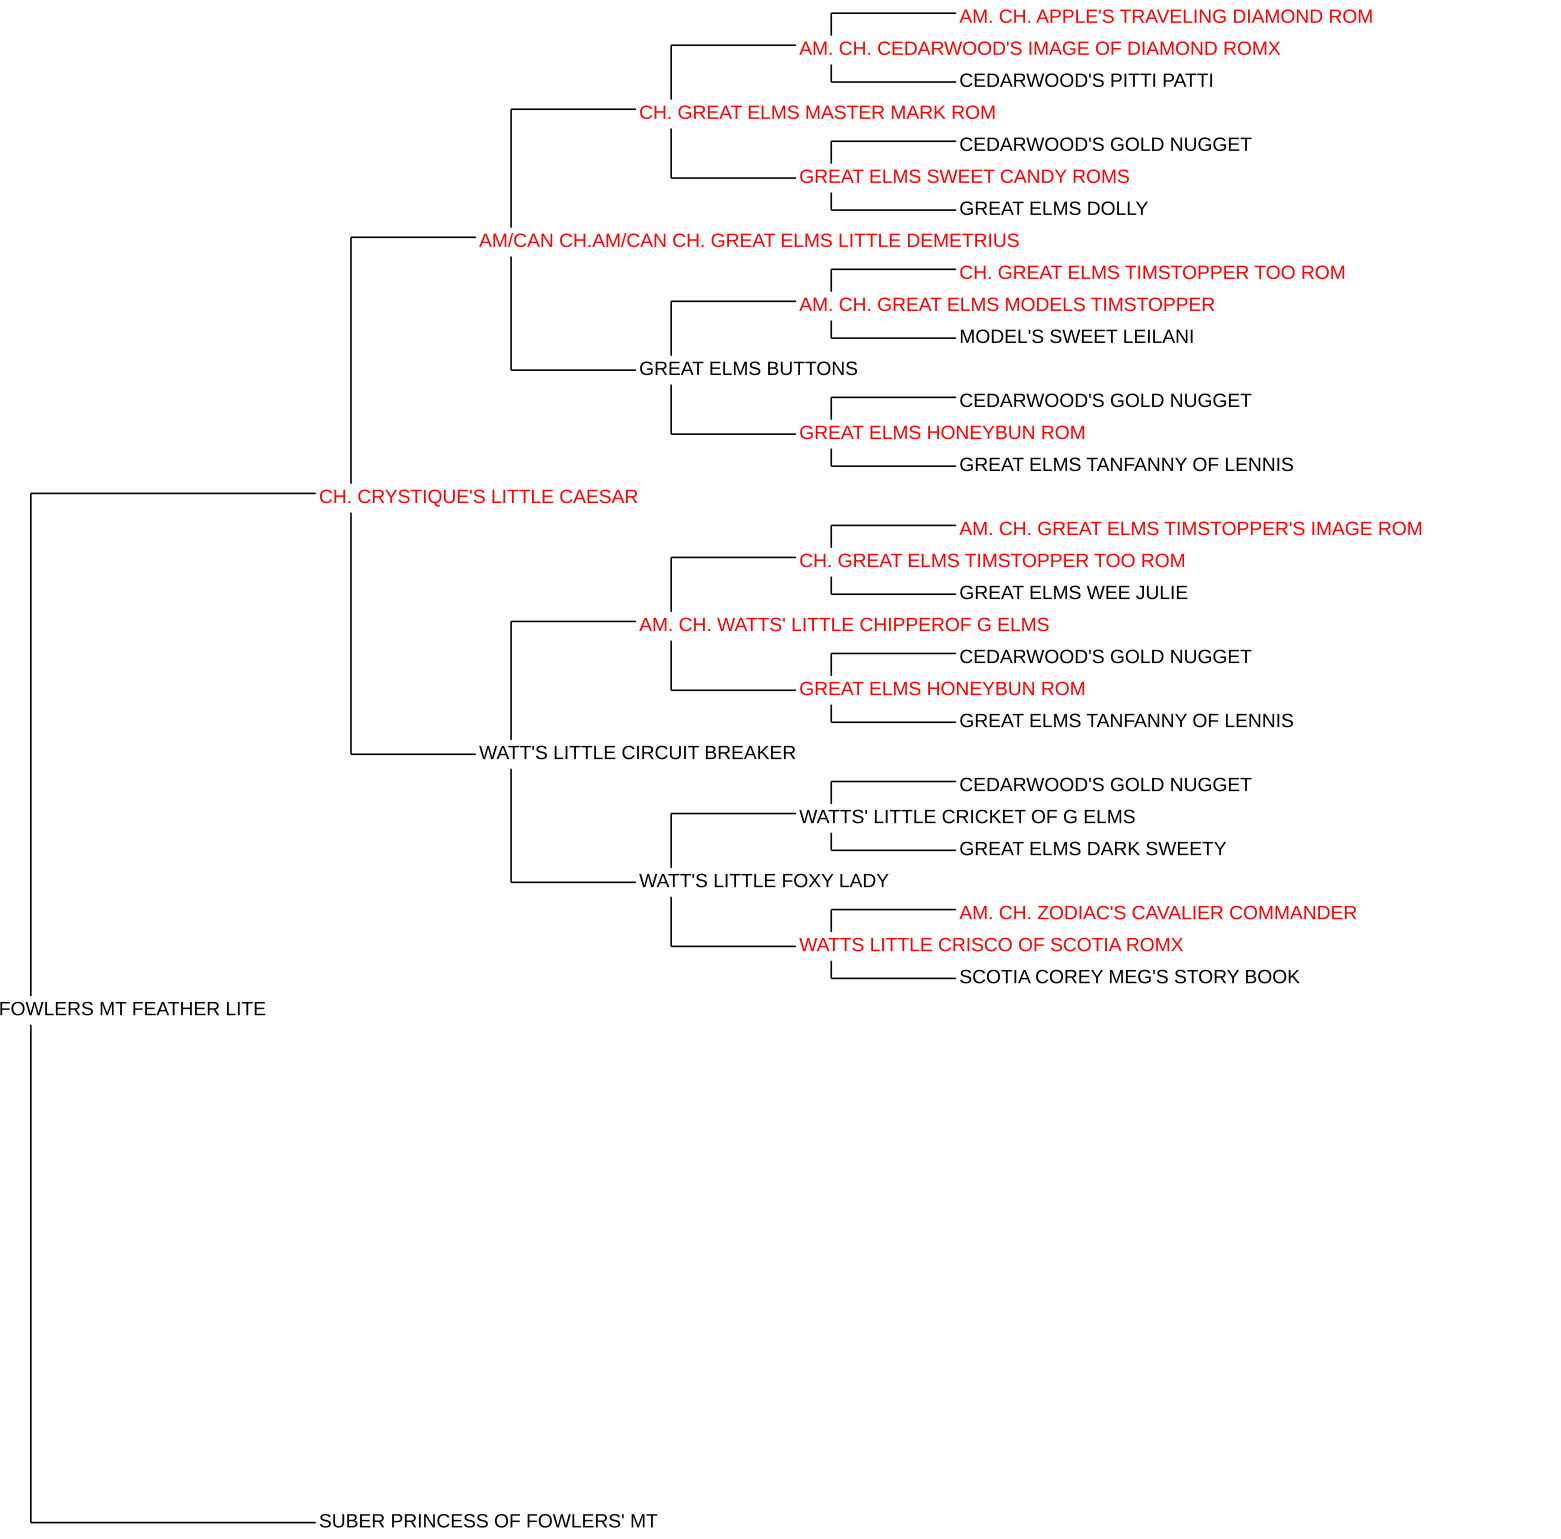 AM. CH. APPLE'S TRAVELING DIAMOND ROM
AM. CH. CEDARWOOD'S IMAGE OF DIAMOND ROMX
CEDARWOOD'S PITTI PATTI
CH. GREAT ELMS MASTER MARK ROM
CEDARWOOD'S GOLD NUGGET
GREAT ELMS SWEET CANDY ROMS
GREAT ELMS DOLLY
AM/CAN CH.AM/CAN CH. GREAT ELMS LITTLE DEMETRIUS
CH. GREAT ELMS TIMSTOPPER TOO ROM
AM. CH. GREAT ELMS MODELS TIMSTOPPER
MODEL'S SWEET LEILANI
GREAT ELMS BUTTONS
CEDARWOOD'S GOLD NUGGET
GREAT ELMS HONEYBUN ROM
GREAT ELMS TANFANNY OF LENNIS
CH. CRYSTIQUE'S LITTLE CAESAR
AM. CH. GREAT ELMS TIMSTOPPER'S IMAGE ROM
CH. GREAT ELMS TIMSTOPPER TOO ROM
GREAT ELMS WEE JULIE
AM. CH. WATTS' LITTLE CHIPPEROF G ELMS
CEDARWOOD'S GOLD NUGGET
GREAT ELMS HONEYBUN ROM
GREAT ELMS TANFANNY OF LENNIS
WATT'S LITTLE CIRCUIT BREAKER
CEDARWOOD'S GOLD NUGGET
WATTS' LITTLE CRICKET OF G ELMS
GREAT ELMS DARK SWEETY
WATT'S LITTLE FOXY LADY
AM. CH. ZODIAC'S CAVALIER COMMANDER
WATTS LITTLE CRISCO OF SCOTIA ROMX
SCOTIA COREY MEG'S STORY BOOK
FOWLERS MT FEATHER LITE
SUBER PRINCESS OF FOWLERS' MT